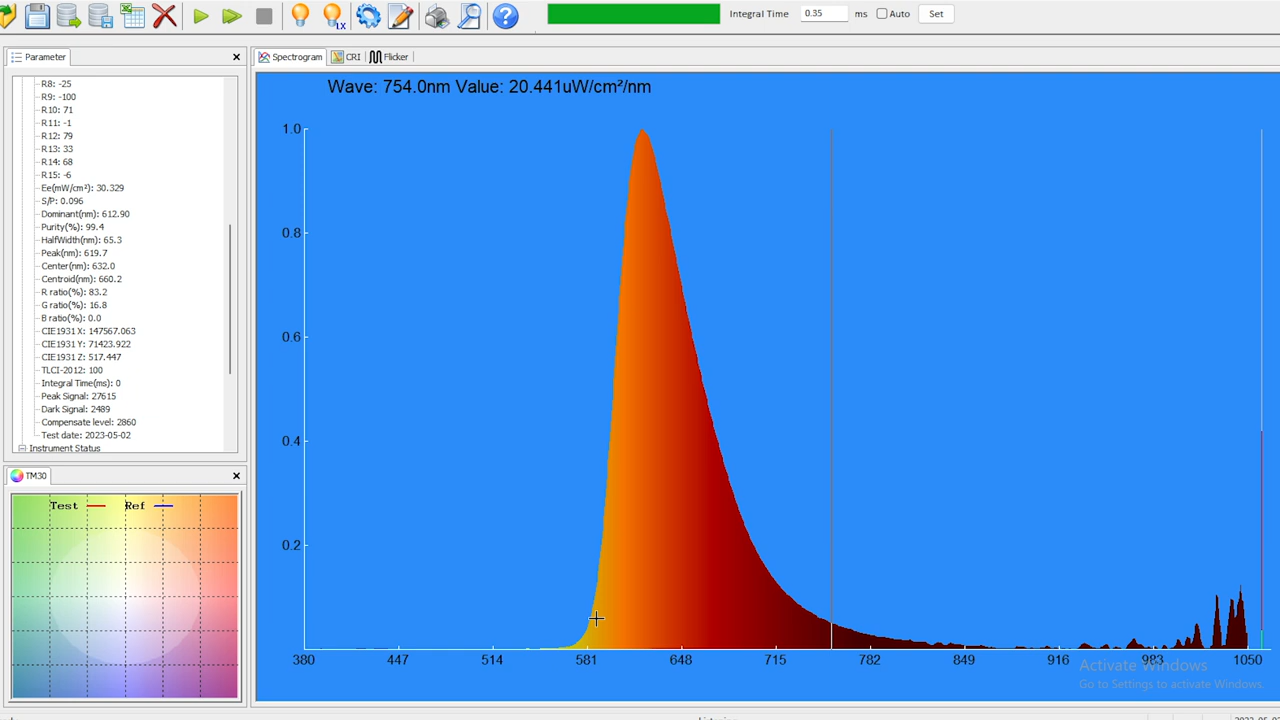 1X
Integral Time 0.35 ms Auto Set
Parameter
Spectrogram CRI Flicker
R8: -25
R9: -100
R10: 71
R11: -1
R12: 79
R13: 33
R14: 68
R15: -6
Ee(mW/cm²): 30.329
S/P: 0.096
Dominant(nm): 612.90
Purity(%): 99.4
HalfWidth(nm): 65.3
Peak(nm): 619.7
Center(nm): 632.0
Centroid(nm): 660.2
R ratio(%): 83.2
G ratio(%): 16.8
B ratio(%): 0.0
CIE1931 X: 147567.063
CIE1931 Y: 71423.922
CIE1931 Z: 517.447
TLCI-2012: 100
Integral Time(ms): 0
Peak Signal: 27615
Dark Signal: 2489
Compensate level: 2860
Test date: 2023-05-02
Instrument Status
TM30
Test Ref
Wave: 754.0nm Value: 20.441uW/cm²/nm
1.0
0.8
0.6
0.4
0.2
380 447 514 581 648 715 782 849 916 983 1050
Activate Windows
Go to Settings to activate Windows.